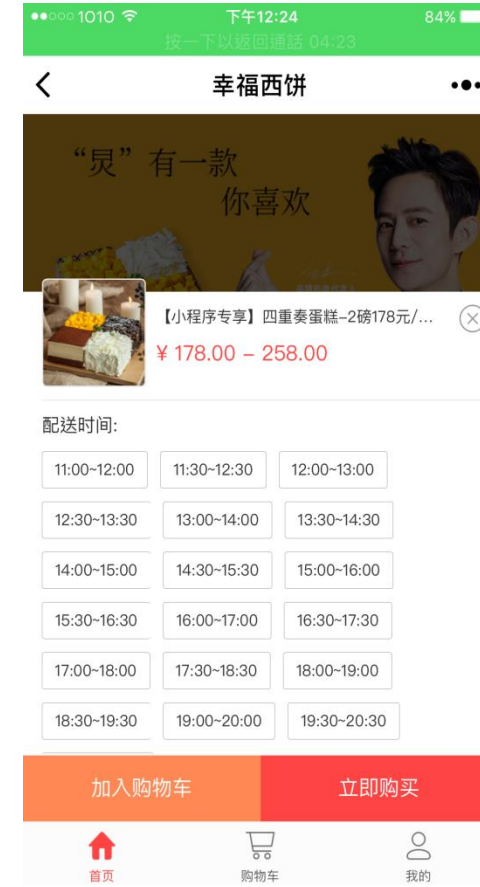 1010 下午12:24 84%
按一下以返回通話 04:23
幸福西饼
“炅”有一款
你喜欢
【小程序专享】四重奏蛋糕-2磅178元/...
¥ 178.00 – 258.00
配送时间:
11:00~12:00 11:30~12:30 12:00~13:00
12:30~13:30 13:00~14:00 13:30~14:30
14:00~15:00 14:30~15:30 15:00~16:00
15:30~16:30 16:00~17:00 16:30~17:30
17:00~18:00 17:30~18:30 18:00~19:00
18:30~19:30 19:00~20:00 19:30~20:30
加入购物车 立即购买
首页 购物车 我的